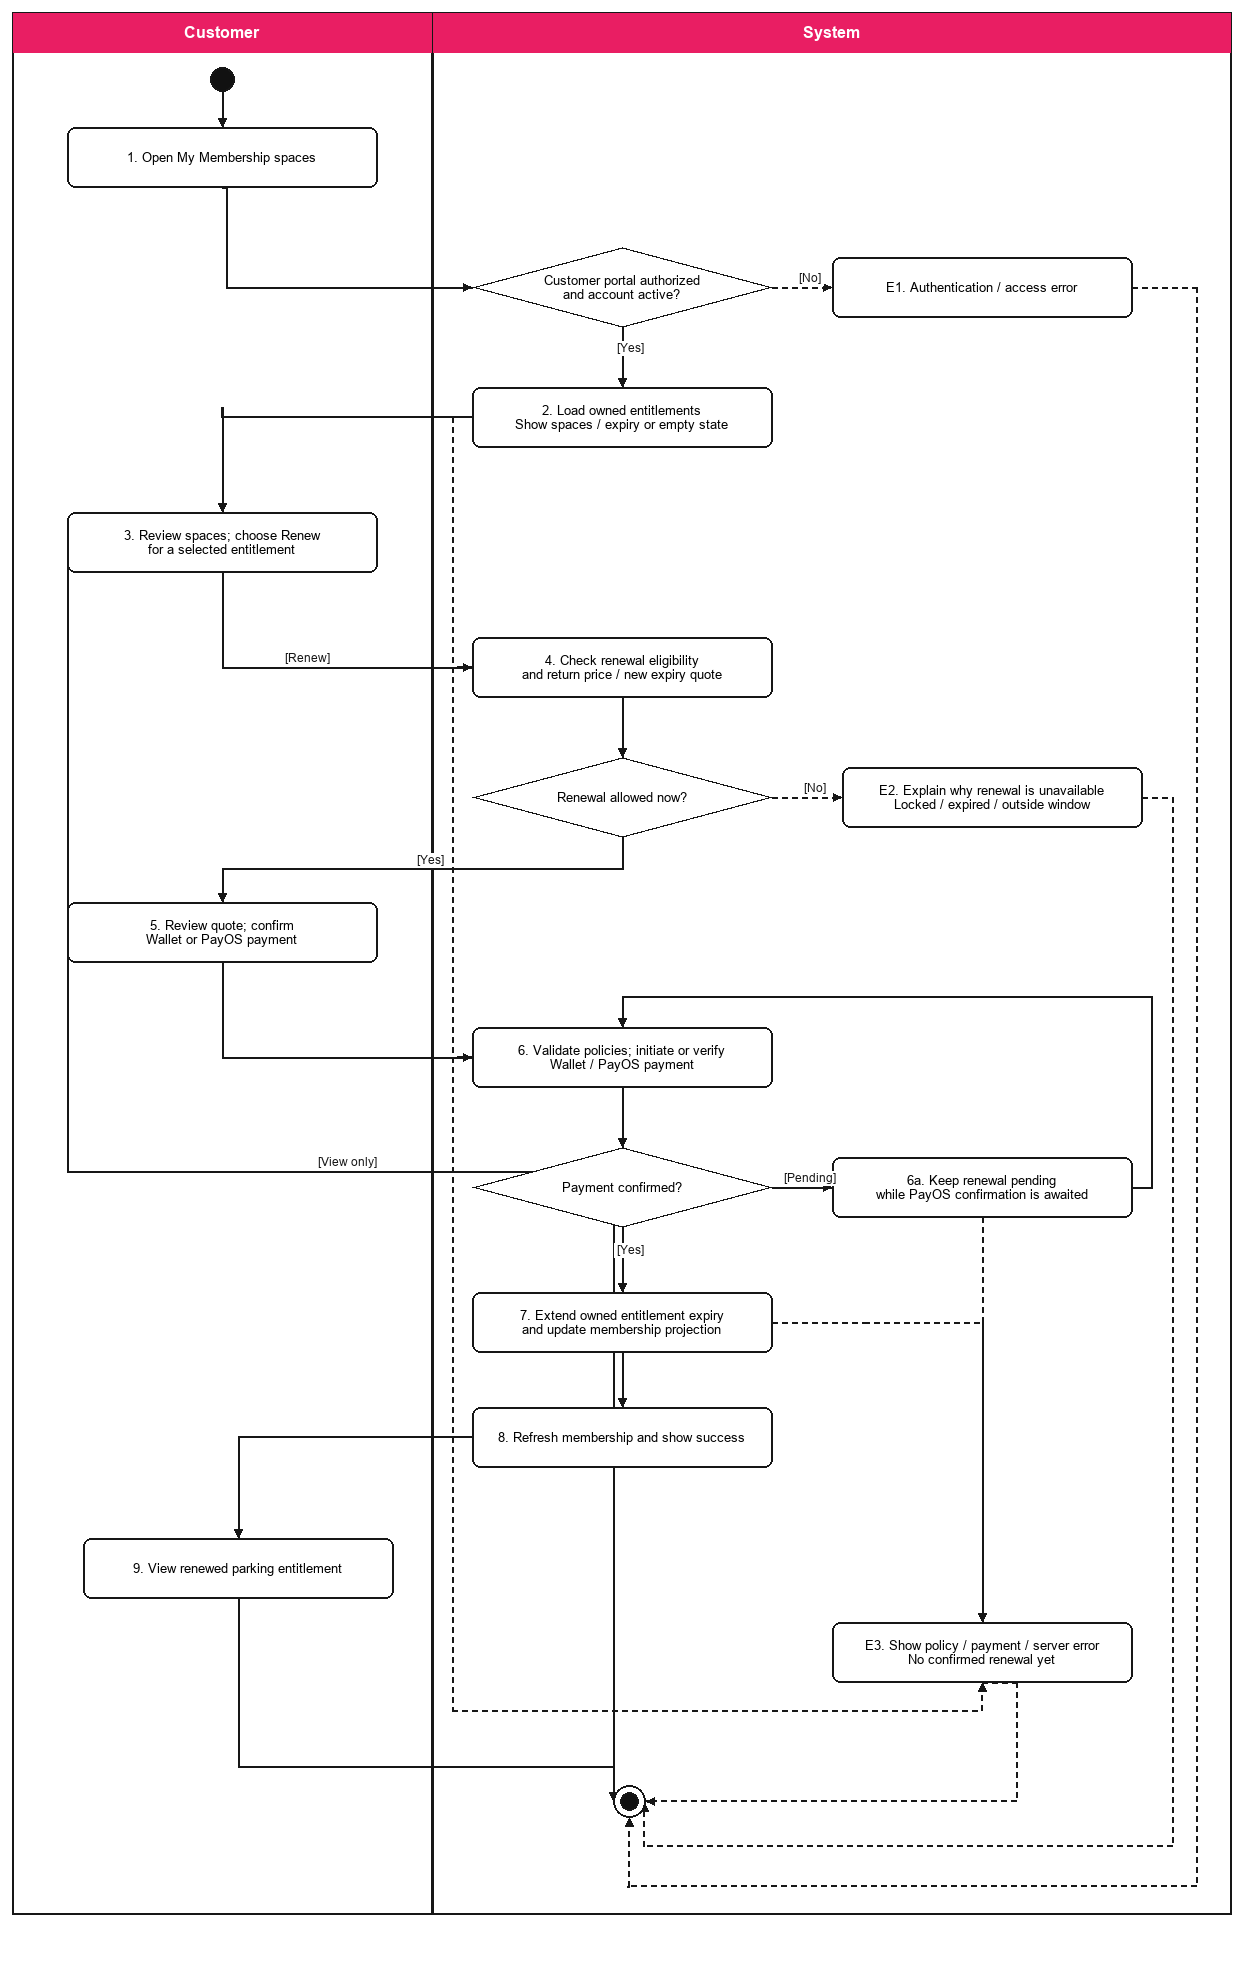 Customer
System
1. Open My Membership spaces
Customer portal authorized
and account active?
[No]
E1. Authentication / access error
[Yes]
2. Load owned entitlements
Show spaces / expiry or empty state
3. Review spaces; choose Renew
for a selected entitlement
[Renew]
4. Check renewal eligibility
and return price / new expiry quote
Renewal allowed now?
[No]
E2. Explain why renewal is unavailable
Locked / expired / outside window
[Yes]
5. Review quote; confirm
Wallet or PayOS payment
6. Validate policies; initiate or verify
Wallet / PayOS payment
[View only]
Payment confirmed?
[Pending]
6a. Keep renewal pending
while PayOS confirmation is awaited
[Yes]
7. Extend owned entitlement expiry
and update membership projection
8. Refresh membership and show success
9. View renewed parking entitlement
E3. Show policy / payment / server error
No confirmed renewal yet